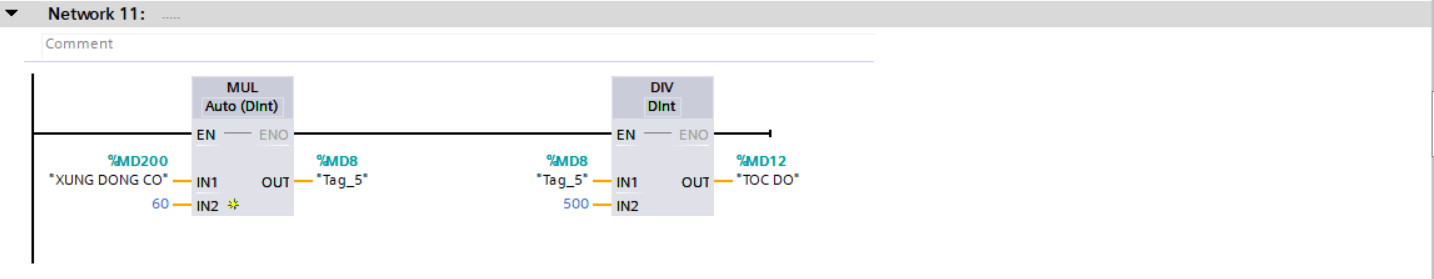 Network 11: .....
Comment
MUL
Auto (DInt)
EN ENO
%MD200
"XUNG DONG CO" IN1
60 IN2
%MD8
OUT "Tag_5"
DIV
DInt
EN ENO
%MD8
"Tag_5" IN1
500 IN2
%MD12
OUT "TOC DO"